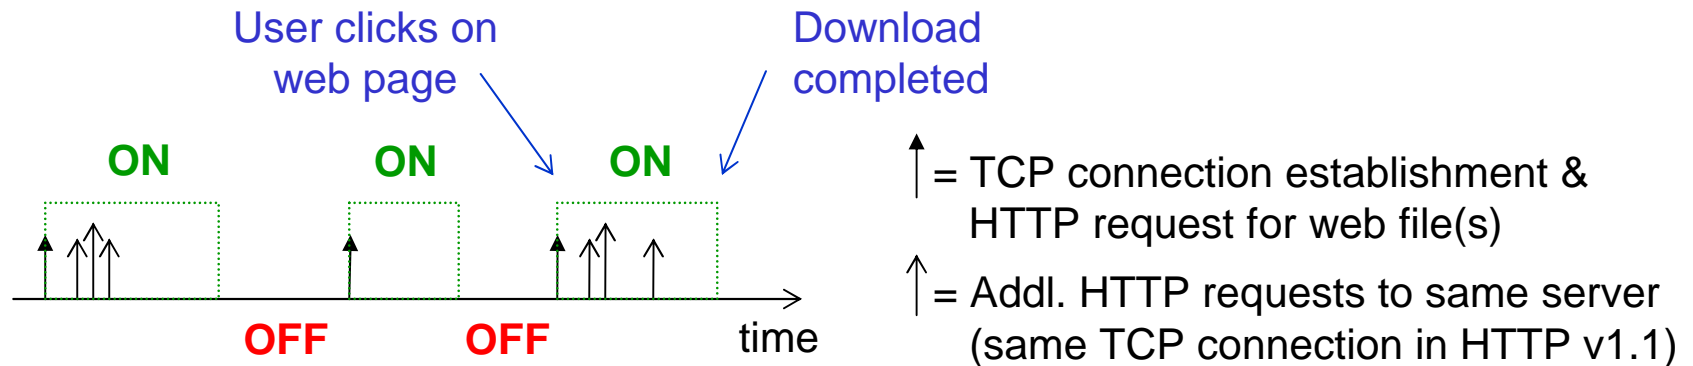 User clicks on
web page
Download
completed
ON
ON
ON
OFF
OFF
time
= TCP connection establishment &
HTTP request for web file(s)
= Addl. HTTP requests to same server
(same TCP connection in HTTP v1.1)